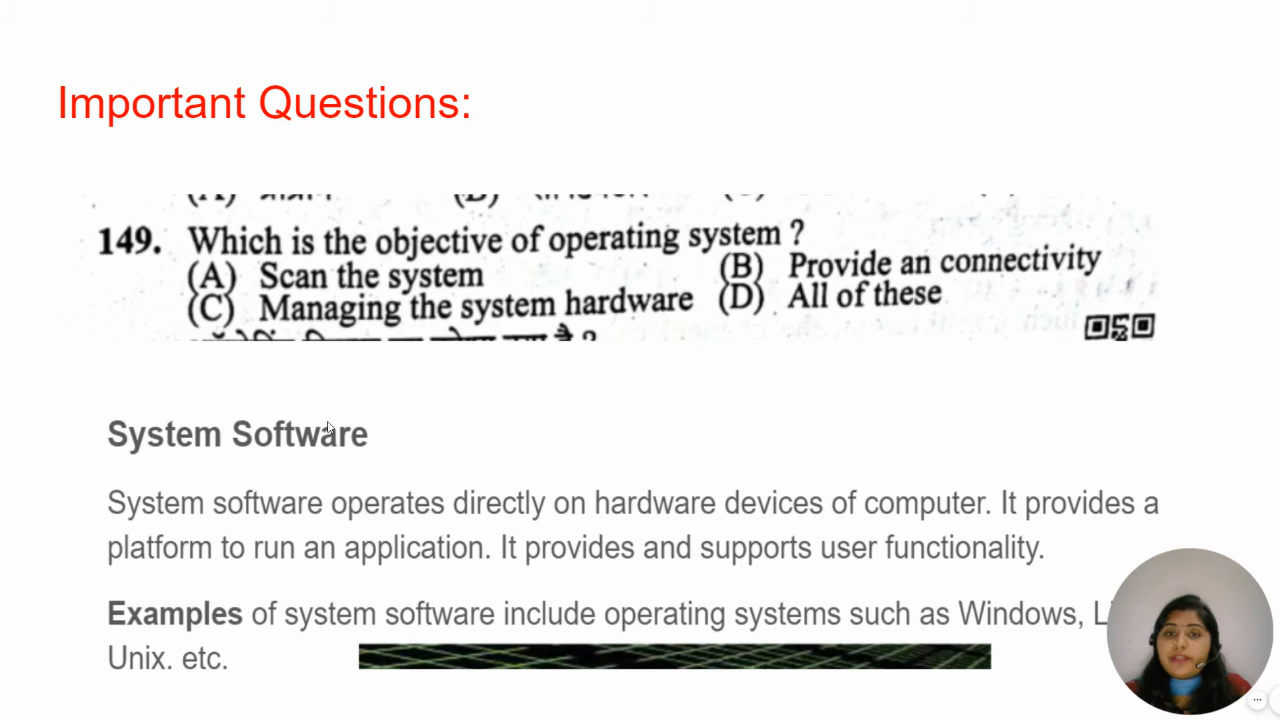 Important Questions:
149. Which is the objective of operating system ?
(A) Scan the system (B) Provide an connectivity
(C) Managing the system hardware (D) All of these
System Software
System software operates directly on hardware devices of computer. It provides a
platform to run an application. It provides and supports user functionality.
Examples of system software include operating systems such as Windows,
Unix. etc.